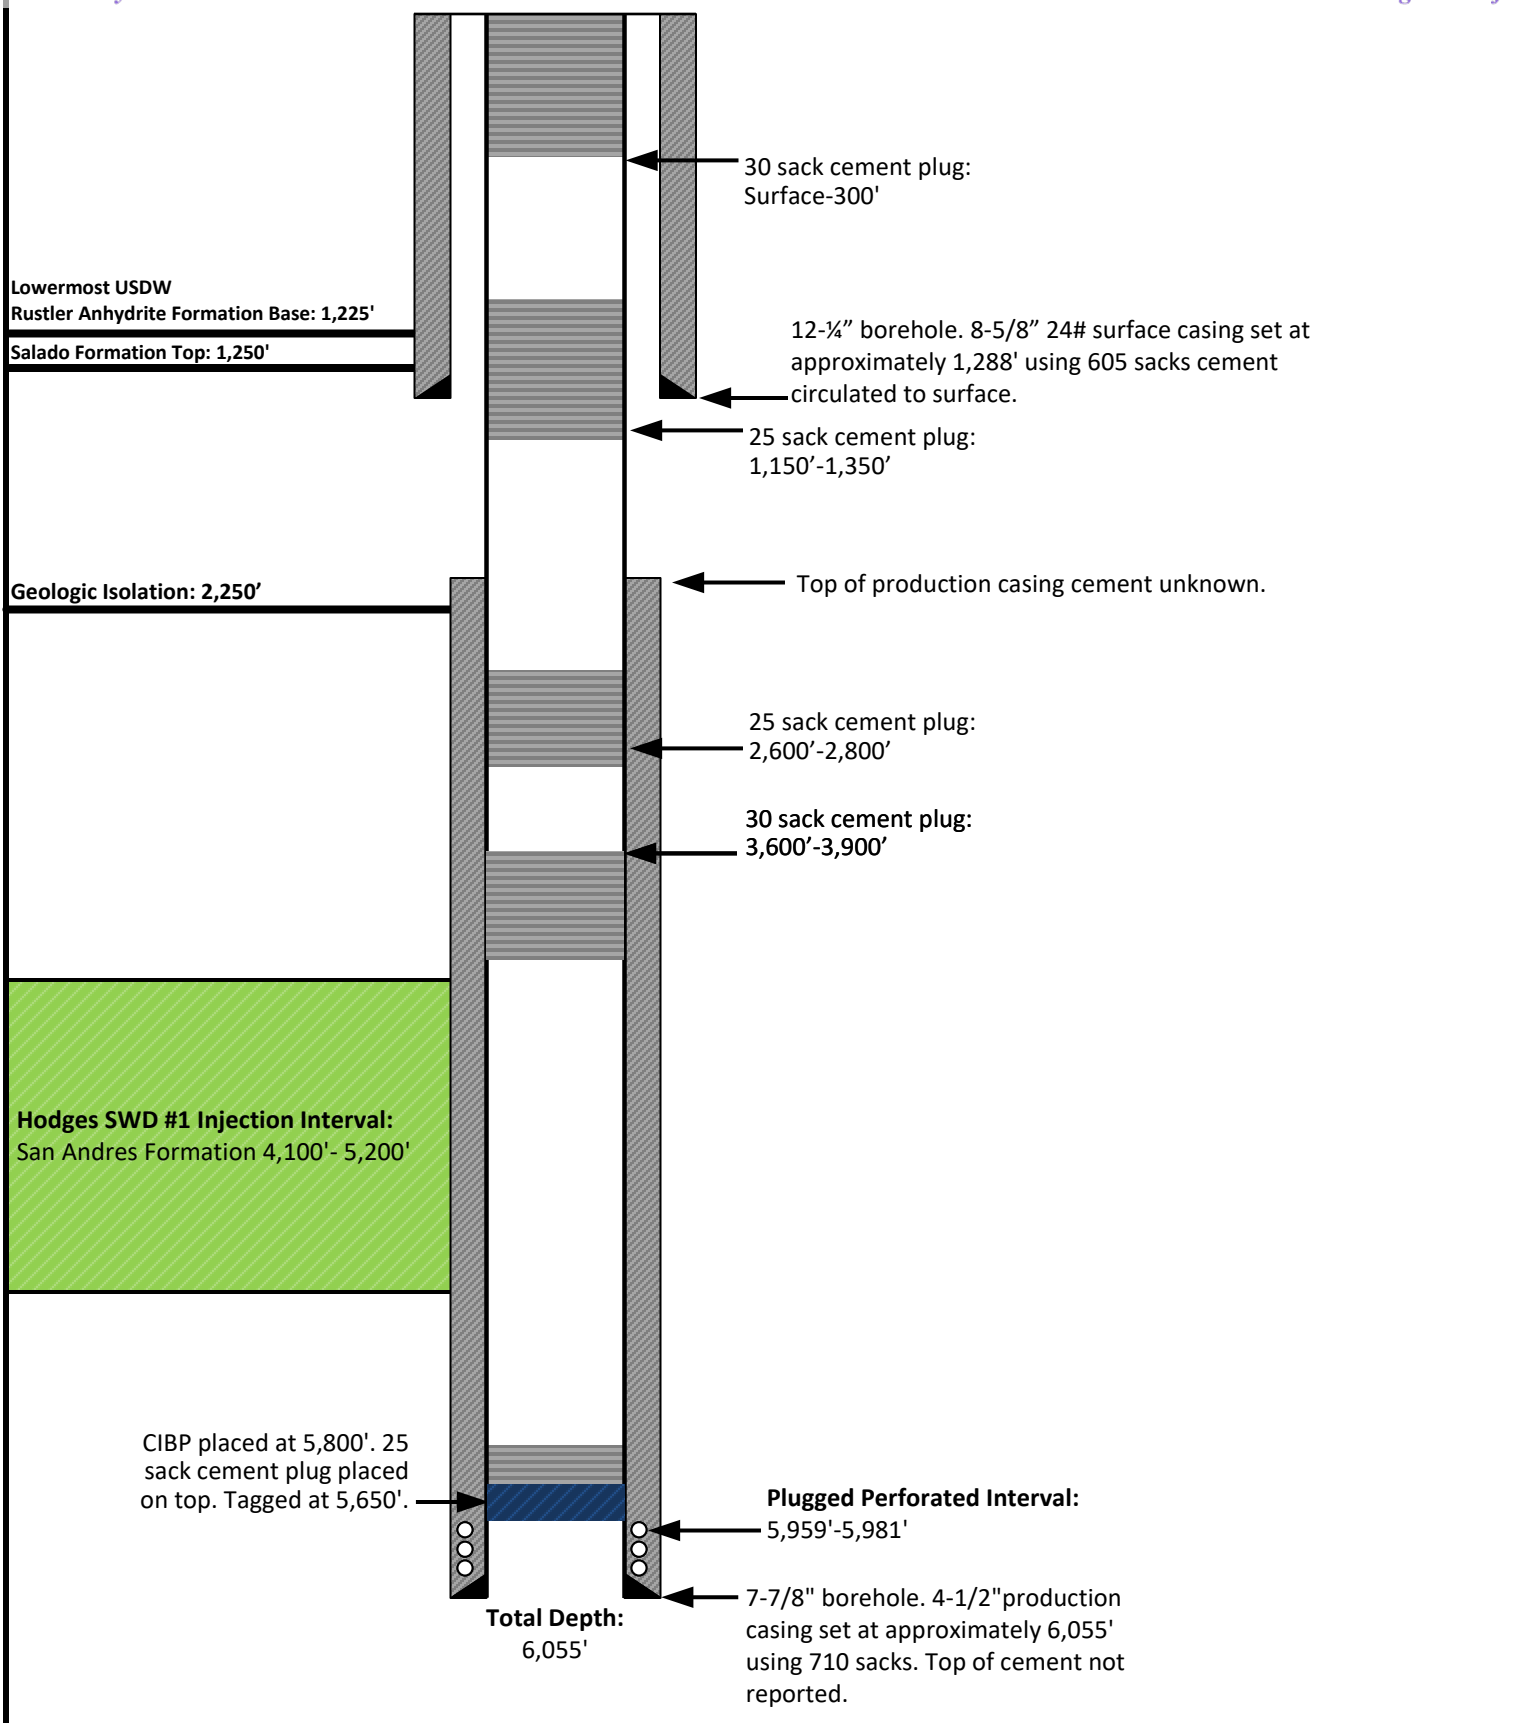 30 sack cement plug:
Surface-300'
Lowermost USDW
Rustler Anhydrite Formation Base: 1,225'
Salado Formation Top: 1,250'
12-¼” borehole. 8-5/8” 24# surface casing set at
approximately 1,288' using 605 sacks cement
circulated to surface.
25 sack cement plug:
1,150’-1,350’
Geologic Isolation: 2,250’
Top of production casing cement unknown.
25 sack cement plug:
2,600’-2,800’
30 sack cement plug:
3,600’-3,900’
Hodges SWD #1 Injection Interval:
San Andres Formation 4,100'- 5,200'
CIBP placed at 5,800'. 25
sack cement plug placed
on top. Tagged at 5,650'.
Plugged Perforated Interval:
5,959'-5,981'
7-7/8" borehole. 4-1/2"production
casing set at approximately 6,055'
using 710 sacks. Top of cement not
reported.
Total Depth:
6,055'